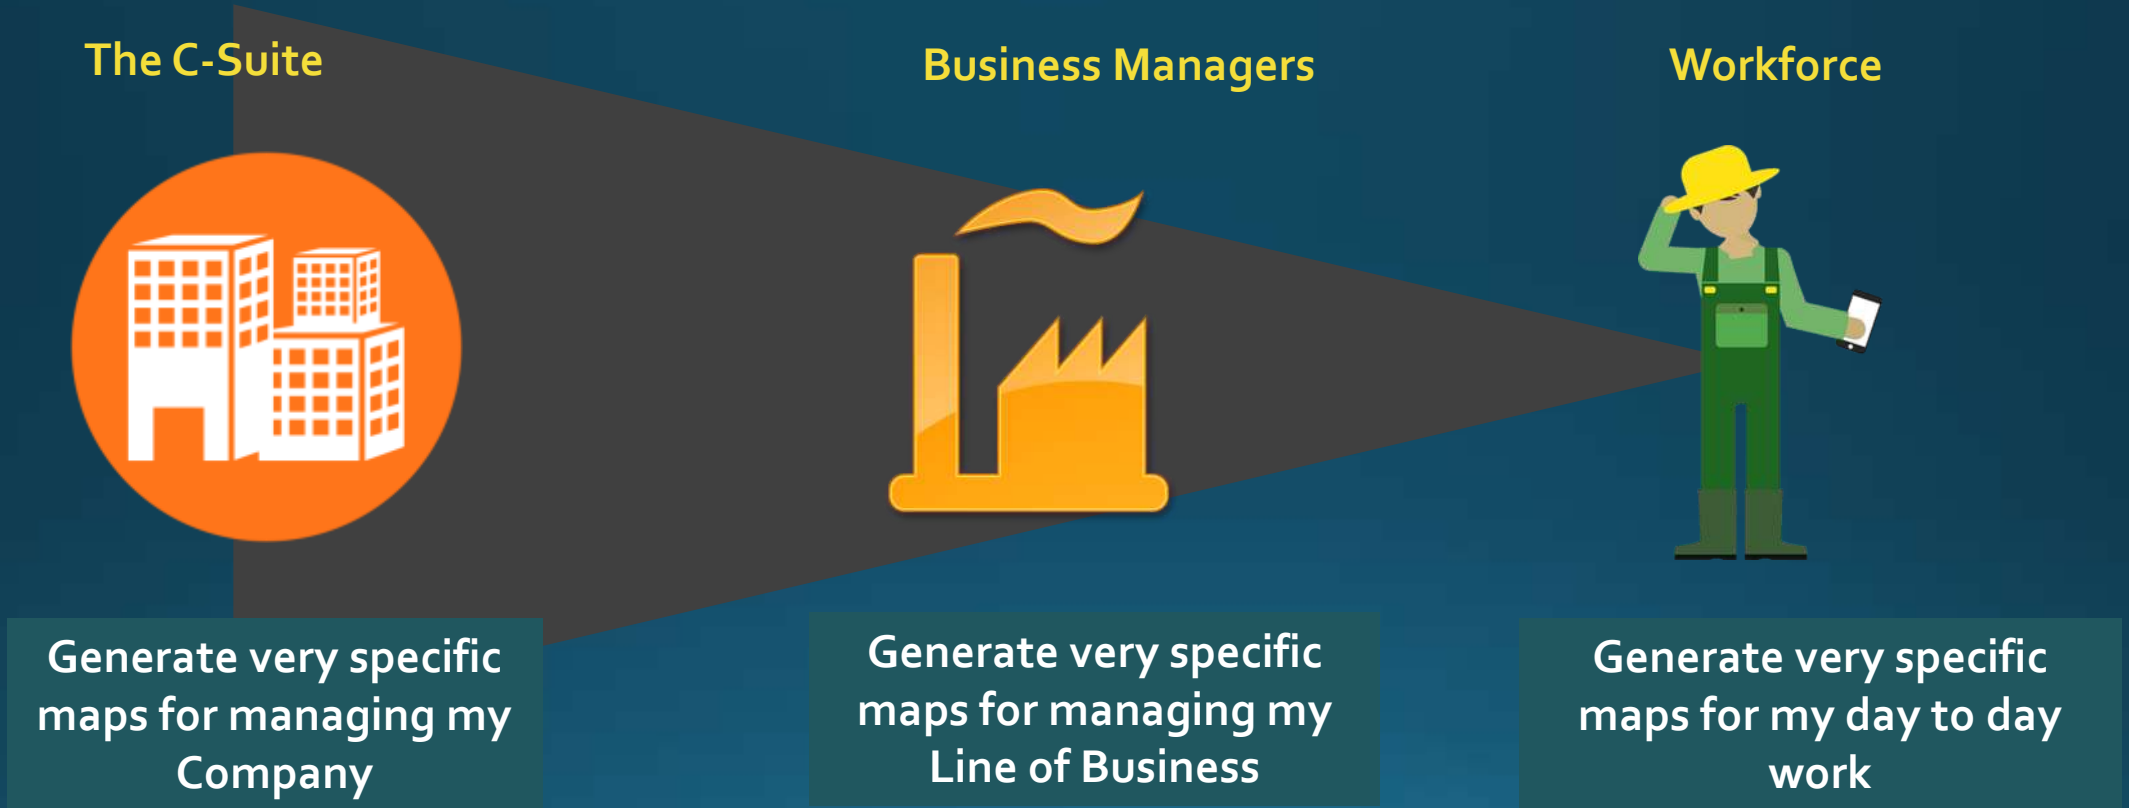 The C-Suite
Business Managers
Workforce
Generate very specific
maps for managing my
Company
Generate very specific
maps for managing my
Line of Business
Generate very specific
maps for my day to day
work